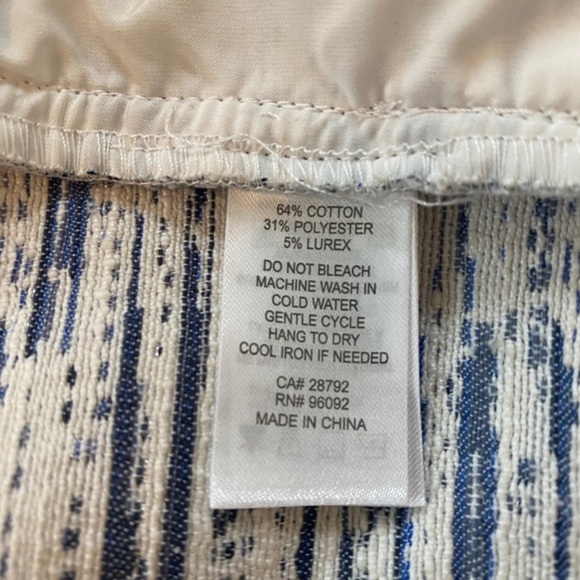 64% COTTON
31% POLYESTER
5% LUREX
DO NOT BLEACH
MACHINE WASH IN
COLD WATER
GENTLE CYCLE
HANG TO DRY
COOL IRON IF NEEDED
CA# 28792
RN# 96092
MADE IN CHINA